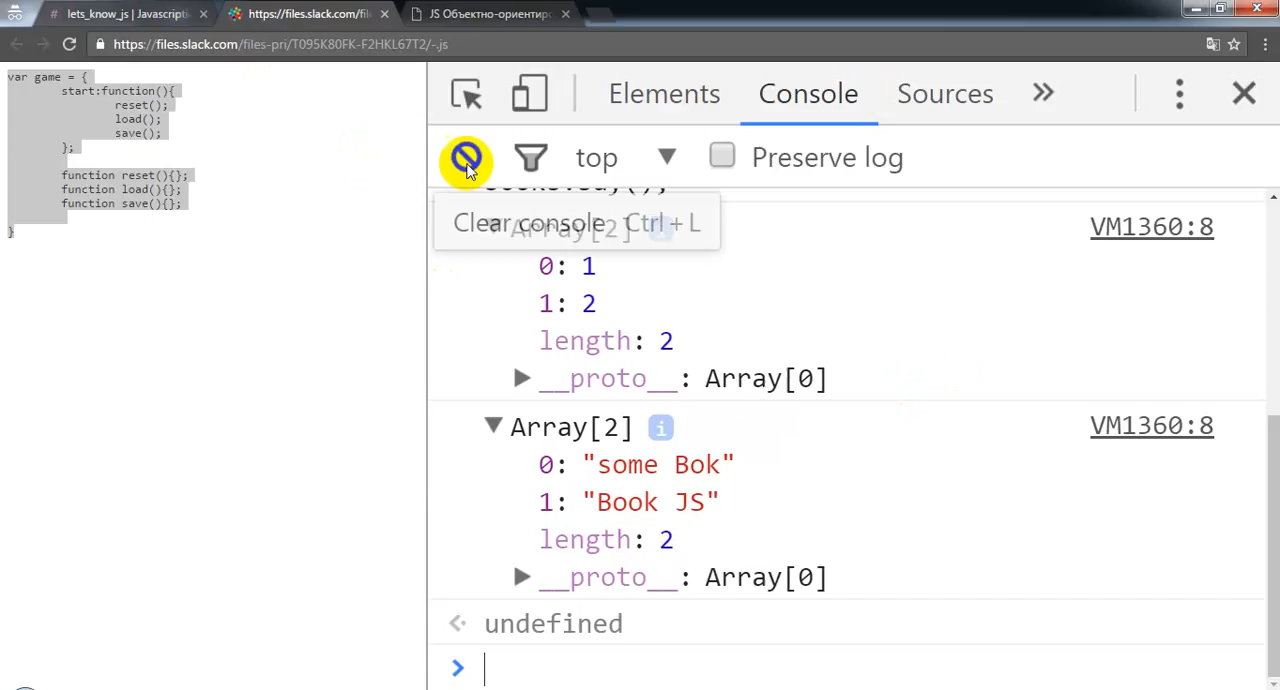 lets_know_js | Javascript
https://files.slack.com/fil
JS Объектно-ориентир
https://files.slack.com/files-pri/T095K80FK-F2HKL67T2/-.js
var game = {
start:function(){
reset();
load();
save();
};
function reset(){};
function load(){};
function save(){};
}
Elements Console Sources
top Preserve log
Clear console Ctrl+L
Array[2] VM1360:8
0: 1
1: 2
length: 2
__proto__: Array[0]
Array[2] VM1360:8
0: "some Bok"
1: "Book JS"
length: 2
__proto__: Array[0]
undefined